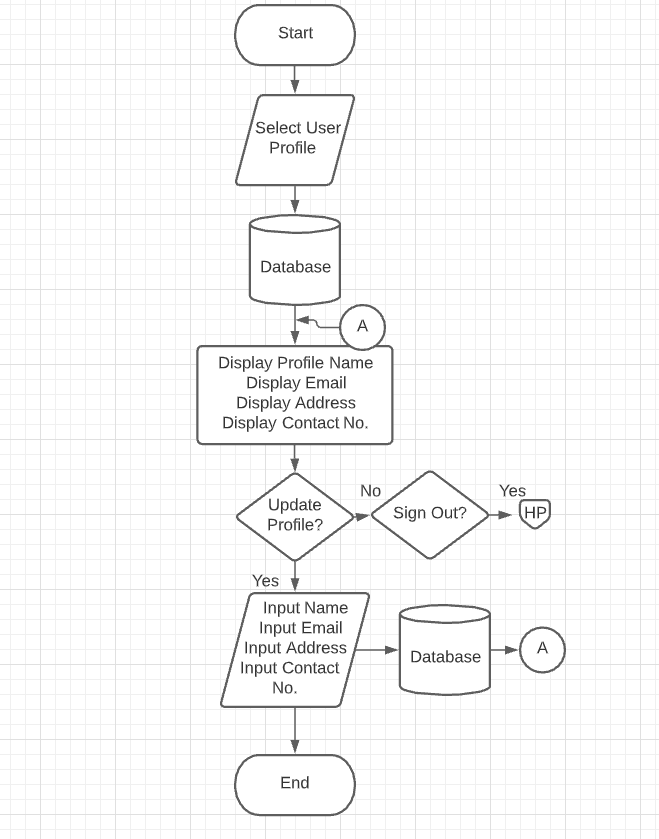 Start
Select User
Profile
Database
A
Display Profile Name
Display Email
Display Address
Display Contact No.
Update
Profile?
No
Sign Out?
Yes
HP
Yes
Input Name
Input Email
Input Address
Input Contact
No.
Database
A
End